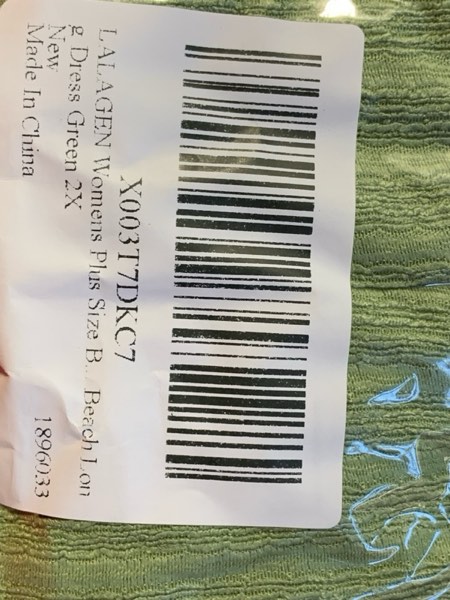 X003T7DKC7
LALAGEN Womens Plus Size B... Beach Lon
g Dress Green 2X
New
Made In China
1896033